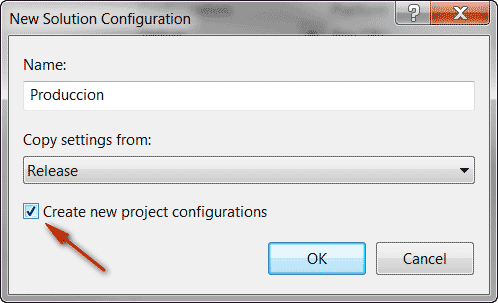 New Solution Configuration
?
Name:
Produccion
Copy settings from:
Release
Create new project configurations
OK
Cancel